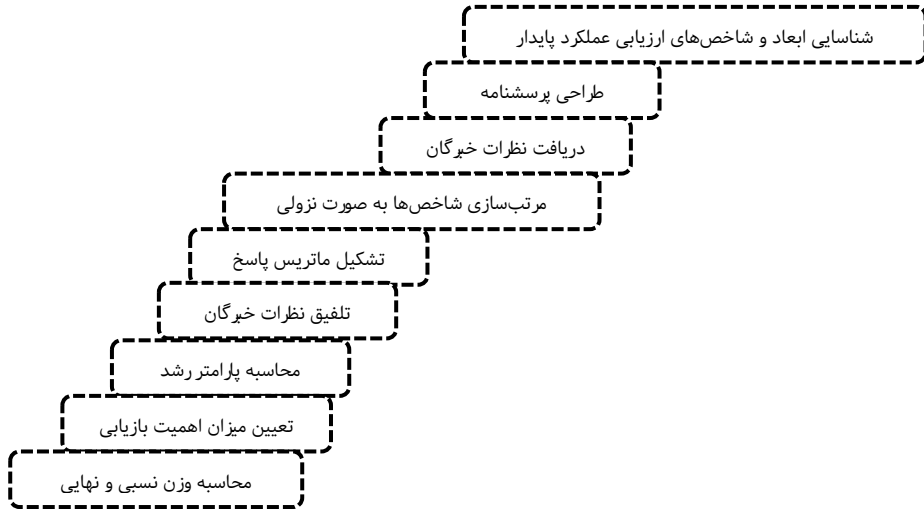 شناسایی ابعاد و شاخص‌های ارزیابی عملکرد پایدار
طراحی پرسشنامه
دریافت نظرات خبرگان
مرتب‌سازی شاخص‌ها به صورت نزولی
تشکیل ماتریس پاسخ
تلفیق نظرات خبرگان
محاسبه پارامتر رشد
تعیین میزان اهمیت بازیابی
محاسبه وزن نسبی و نهایی